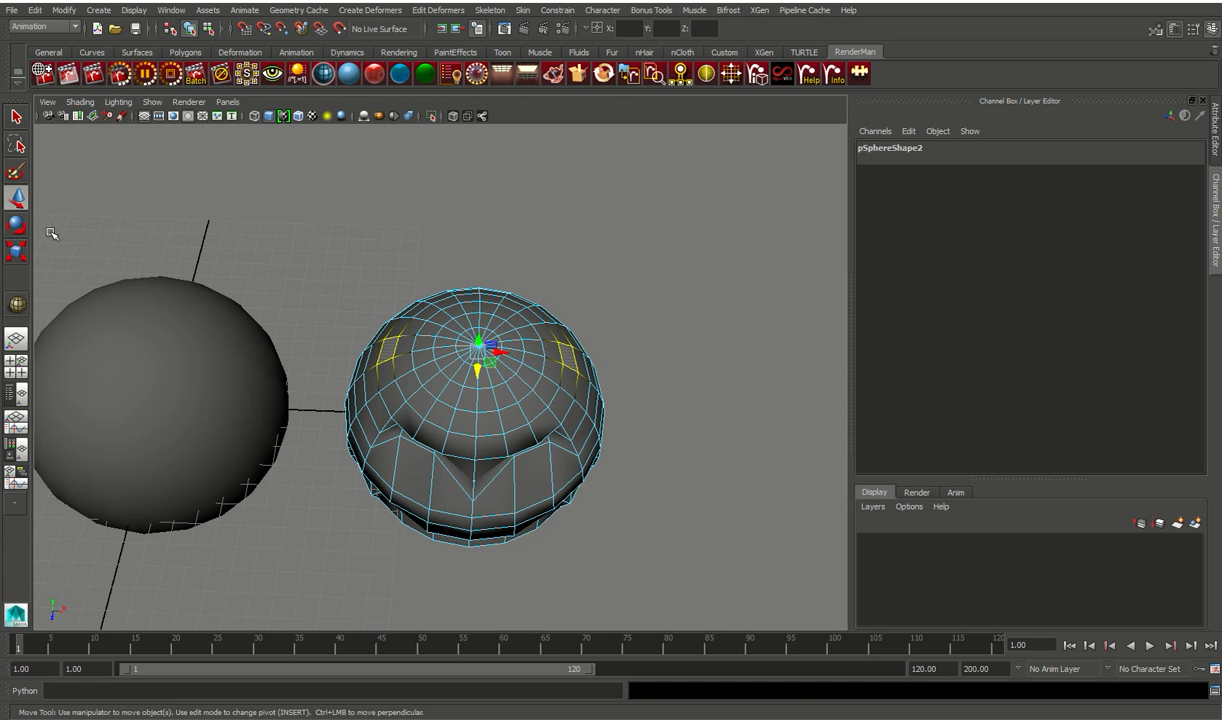 File Edit Modify Create Display Window Assets Animate Geometry Cache Create Deformers Edit Deformers Skeleton Skin Constrain Character Bonus Tools Muscle Bifrost XGen Pipeline Cache Help
Animation No Live Surface X: Y: Z:
General Curves Surfaces Polygons Deformation Animation Dynamics Rendering PaintEffects Toon Muscle Fluids Fur nHair nCloth Custom XGen TURTLE RenderMan
Batch Help Info
View Shading Lighting Show Renderer Panels
Channel Box / Layer Editor
Channels Edit Object Show
pSphereShape2
Attribute Editor
Channel Box / Layer Editor
Display Render Anim
Layers Options Help
MAYA
5 10 15 20 25 30 35 40 45 50 55 60 65 70 75 80 85 90 95 100 105 110 115 120
1 1.00
1.00 1.00 1 120 120.00 200.00 No Anim Layer No Character Set
Python
Move Tool: Use manipulator to move object(s). Use edit mode to change pivot (INSERT). Ctrl+LMB to move perpendicular.